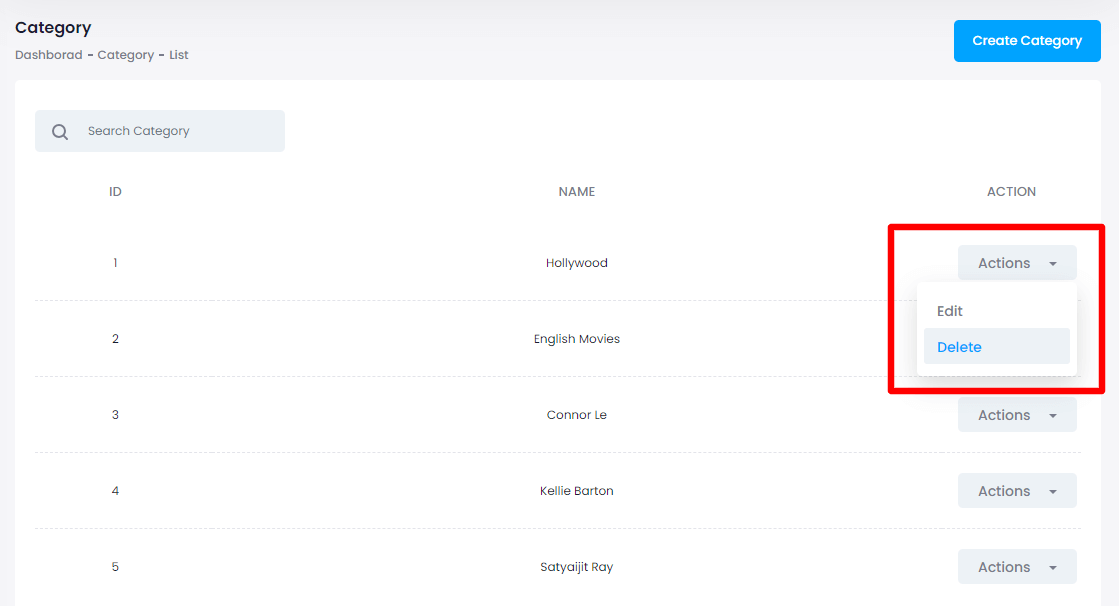 Category
Create Category
Dashborad - Category - List
Search Category
ID NAME ACTION
1 Hollywood Actions
Edit
2 English Movies
Delete
3 Connor Le Actions
4 Kellie Barton Actions
5 Satyaijit Ray Actions